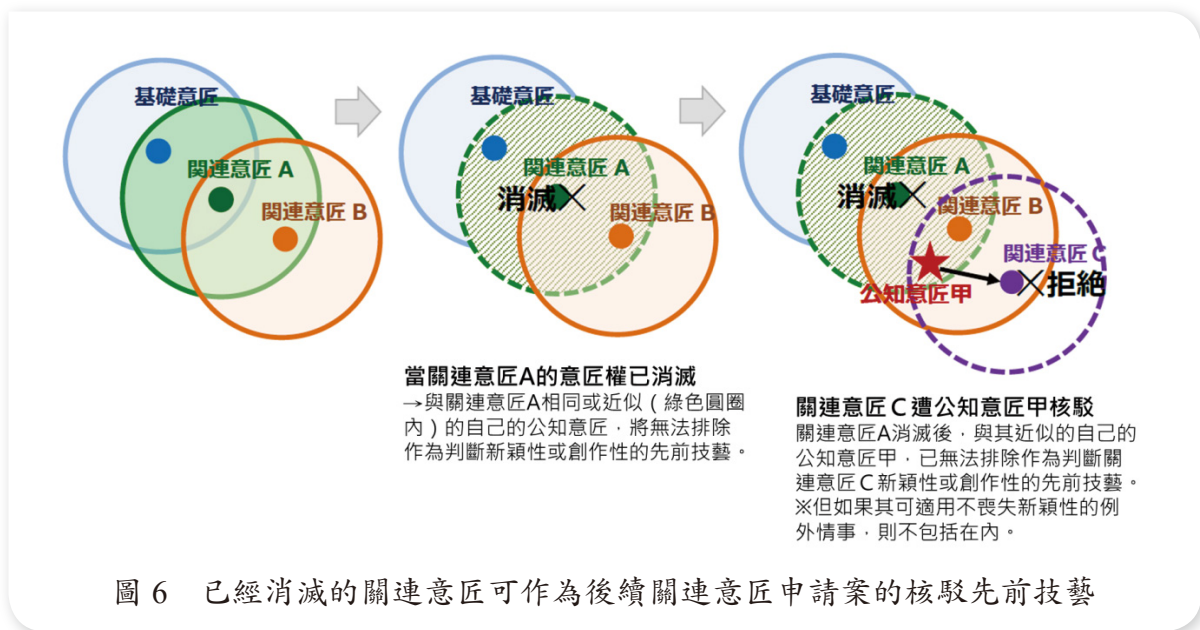 基礎意匠
関連意匠 A
関連意匠 B
基礎意匠
関連意匠 A
消滅
関連意匠 B
基礎意匠
関連意匠 A
消滅
関連意匠 B
関連意匠 C
拒絶
公知意匠甲
當關連意匠A的意匠權已消滅
→與關連意匠A相同或近似（綠色圓圈
內）的自己的公知意匠，將無法排除
作為判斷新穎性或創作性的先前技藝。
關連意匠C遭公知意匠甲核駁
關連意匠A消滅後，與其近似的自己的
公知意匠甲，已無法排除作為判斷關
連意匠C新穎性或創作性的先前技藝。
※但如果其可適用不喪失新穎性的例
外情事，則不包括在內。
圖 6　已經消滅的關連意匠可作為後續關連意匠申請案的核駁先前技藝